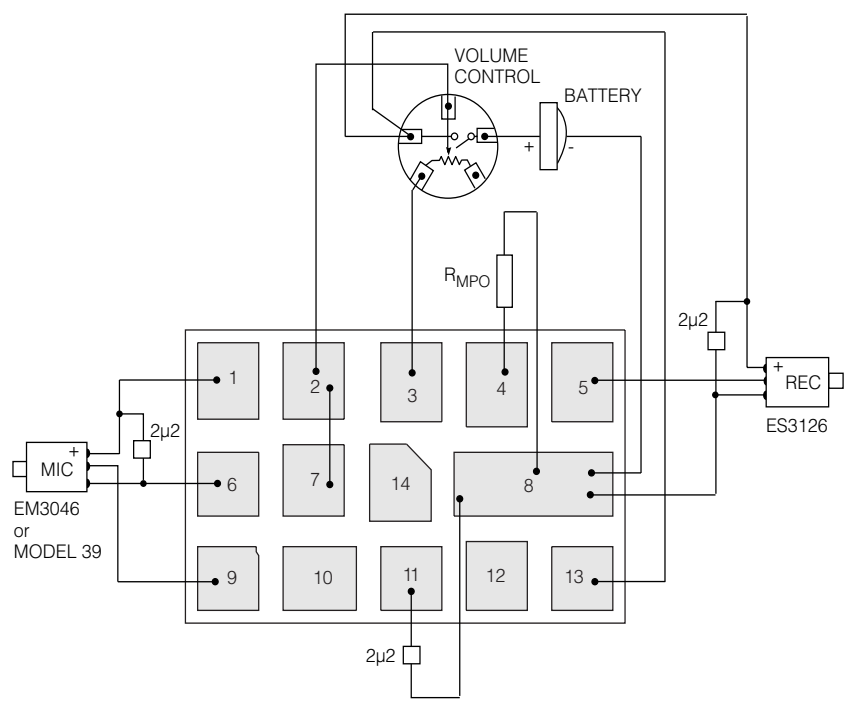 VOLUME
CONTROL
BATTERY
+ -
R_MPO
2µ2
+
REC
ES3126
1 2 3 4 5
2µ2
+
MIC
6 7 14 8
EM3046
or
MODEL 39
9 10 11 12 13
2µ2